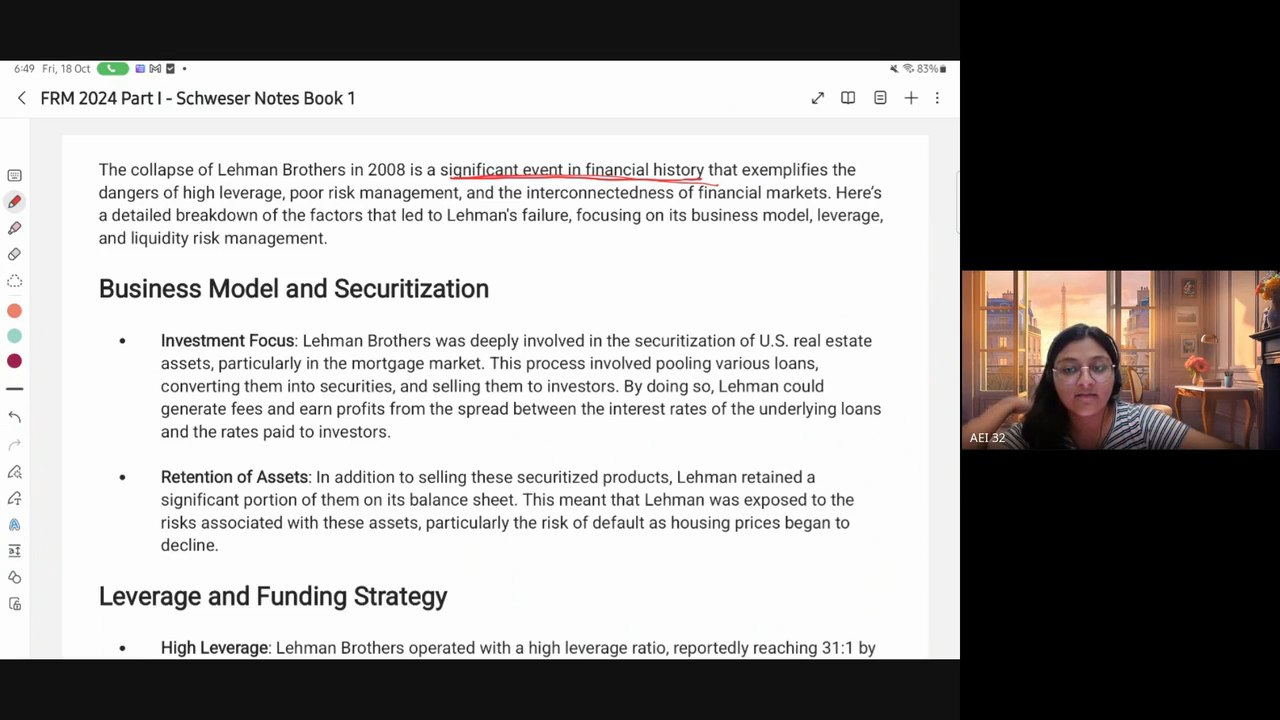 6:49 Fri, 18 Oct 83%
FRM 2024 Part I - Schweser Notes Book 1
The collapse of Lehman Brothers in 2008 is a significant event in financial history that exemplifies the
dangers of high leverage, poor risk management, and the interconnectedness of financial markets. Here's
a detailed breakdown of the factors that led to Lehman's failure, focusing on its business model, leverage,
and liquidity risk management.
Business Model and Securitization
• Investment Focus: Lehman Brothers was deeply involved in the securitization of U.S. real estate
assets, particularly in the mortgage market. This process involved pooling various loans,
converting them into securities, and selling them to investors. By doing so, Lehman could
generate fees and earn profits from the spread between the interest rates of the underlying loans
and the rates paid to investors.
• Retention of Assets: In addition to selling these securitized products, Lehman retained a
significant portion of them on its balance sheet. This meant that Lehman was exposed to the
risks associated with these assets, particularly the risk of default as housing prices began to
decline.
Leverage and Funding Strategy
• High Leverage: Lehman Brothers operated with a high leverage ratio, reportedly reaching 31:1 by
AEI 32